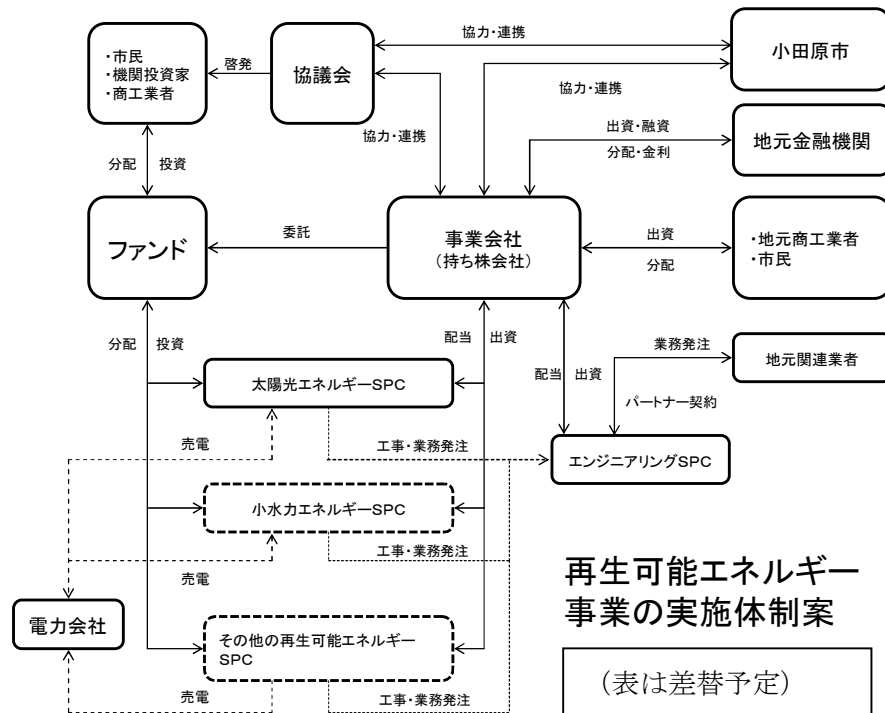 協力・連携
・市民
・機関投資家
・商工業者
啓発
協議会
小田原市
協力・連携
協力・連携
出資・融資
分配・金利
地元金融機関
分配
投資
ファンド
委託
事業会社
（持ち株会社）
出資
分配
・地元商工業者
・市民
分配
投資
配当
出資
配当
出資
業務発注
地元関連業者
パートナー契約
太陽光エネルギーSPC
売電
工事・業務発注
エンジニアリングSPC
小水力エネルギーSPC
工事・業務発注
売電
電力会社
その他の再生可能エネルギー
SPC
売電
工事・業務発注
再生可能エネルギー
事業の実施体制案
（表は差替予定）